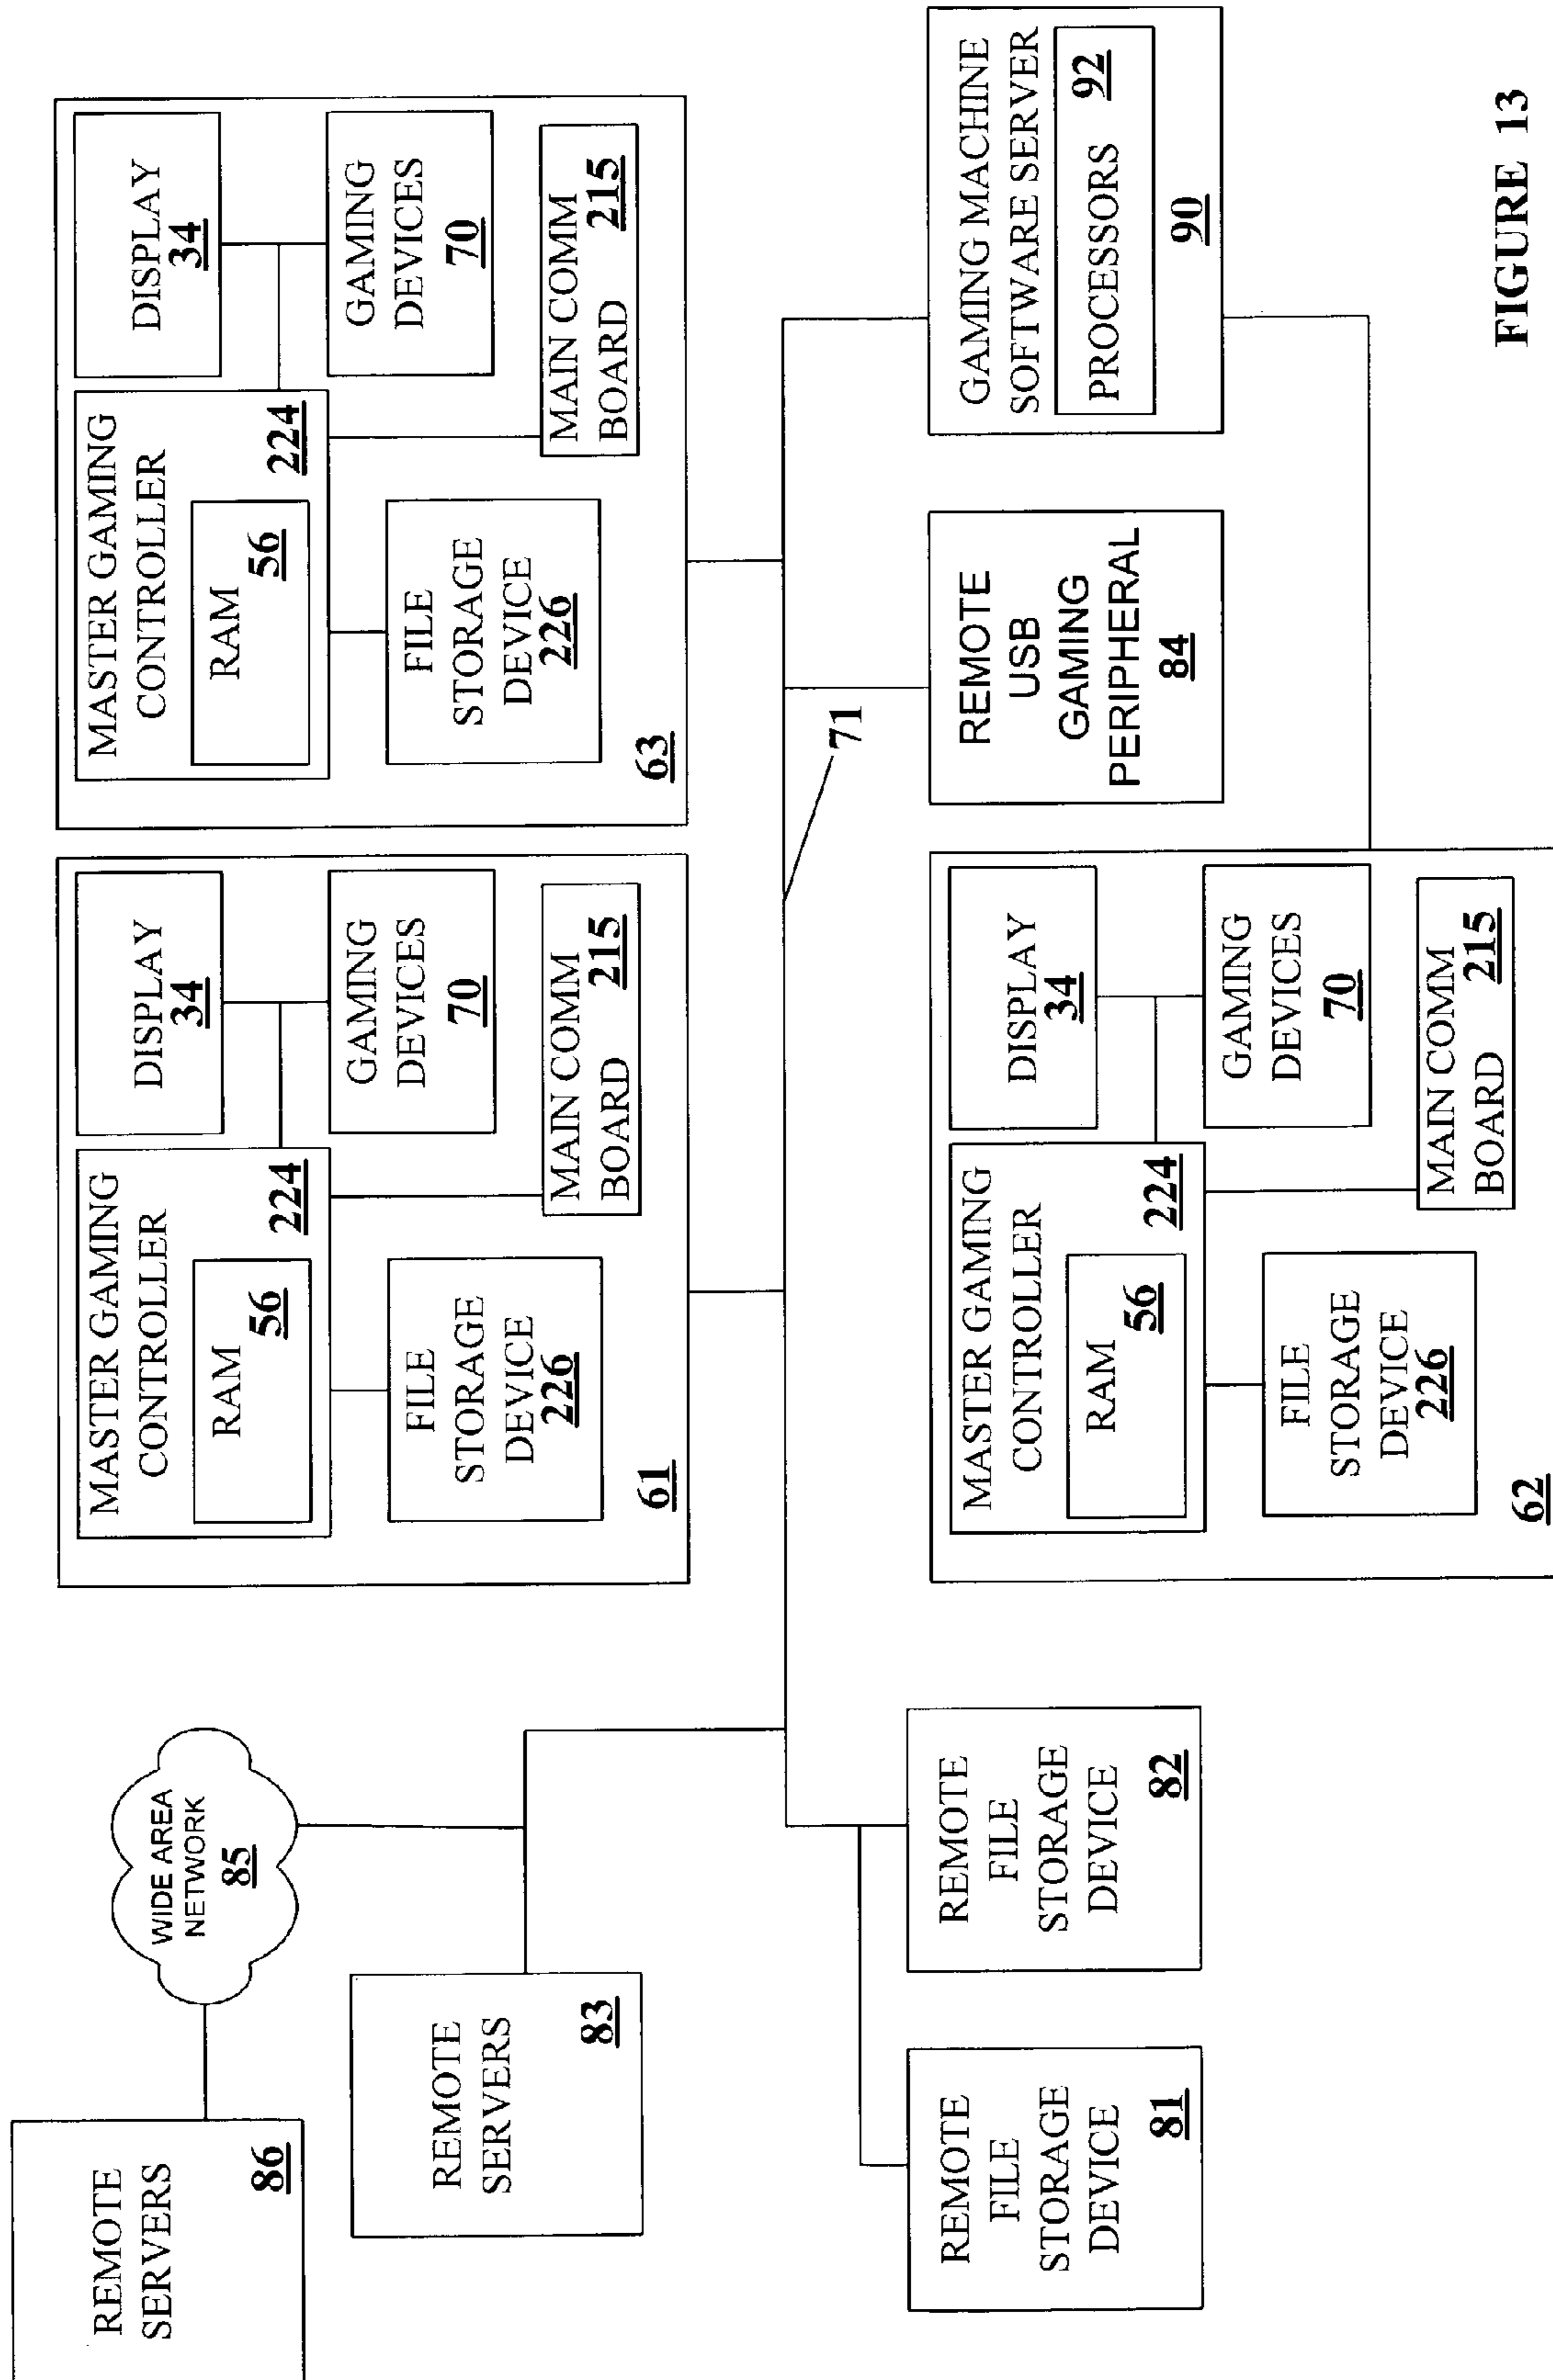 REMOTE
SERVERS
86
WIDE AREA
NETWORK
85
REMOTE
SERVERS
83
REMOTE
FILE
STORAGE
DEVICE
81
REMOTE
FILE
STORAGE
DEVICE
82
MASTER GAMING
CONTROLLER
224
RAM
56
FILE
STORAGE
DEVICE
226
DISPLAY
34
GAMING
DEVICES
70
MAIN COMM
BOARD
215
61
MASTER GAMING
CONTROLLER
224
RAM
56
FILE
STORAGE
DEVICE
226
DISPLAY
34
GAMING
DEVICES
70
MAIN COMM
BOARD
215
63
71
MASTER GAMING
CONTROLLER
224
RAM
56
FILE
STORAGE
DEVICE
226
DISPLAY
34
GAMING
DEVICES
70
MAIN COMM
BOARD
215
62
REMOTE
USB
GAMING
PERIPHERAL
84
GAMING MACHINE
SOFTWARE SERVER
PROCESSORS
92
90
FIGURE 13